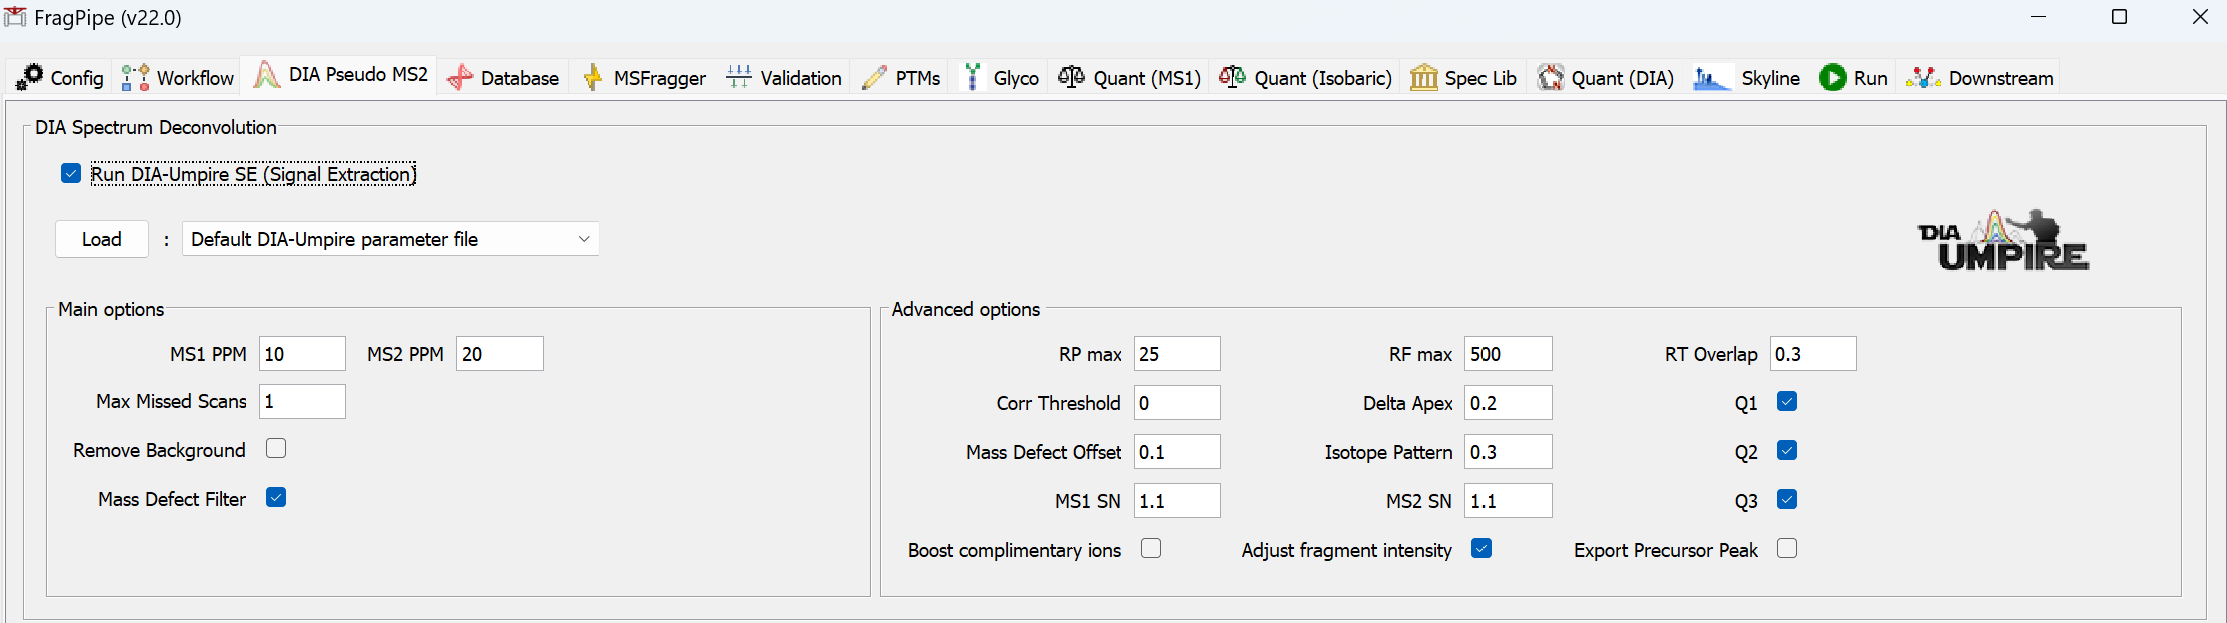 FragPipe (v22.0)
Config Workflow DIA Pseudo MS2 Database MSFragger Validation PTMs Glyco Quant (MS1) Quant (Isobaric) Spec Lib Quant (DIA) Skyline Run Downstream
DIA Spectrum Deconvolution
Run DIA-Umpire SE (Signal Extraction)
Load : Default DIA-Umpire parameter file
DIA
UMPIRE
Main options
MS1 PPM 10 MS2 PPM 20
Max Missed Scans 1
Remove Background
Mass Defect Filter
Advanced options
RP max 25 RF max 500 RT Overlap 0.3
Corr Threshold 0 Delta Apex 0.2 Q1
Mass Defect Offset 0.1 Isotope Pattern 0.3 Q2
MS1 SN 1.1 MS2 SN 1.1 Q3
Boost complimentary ions Adjust fragment intensity Export Precursor Peak